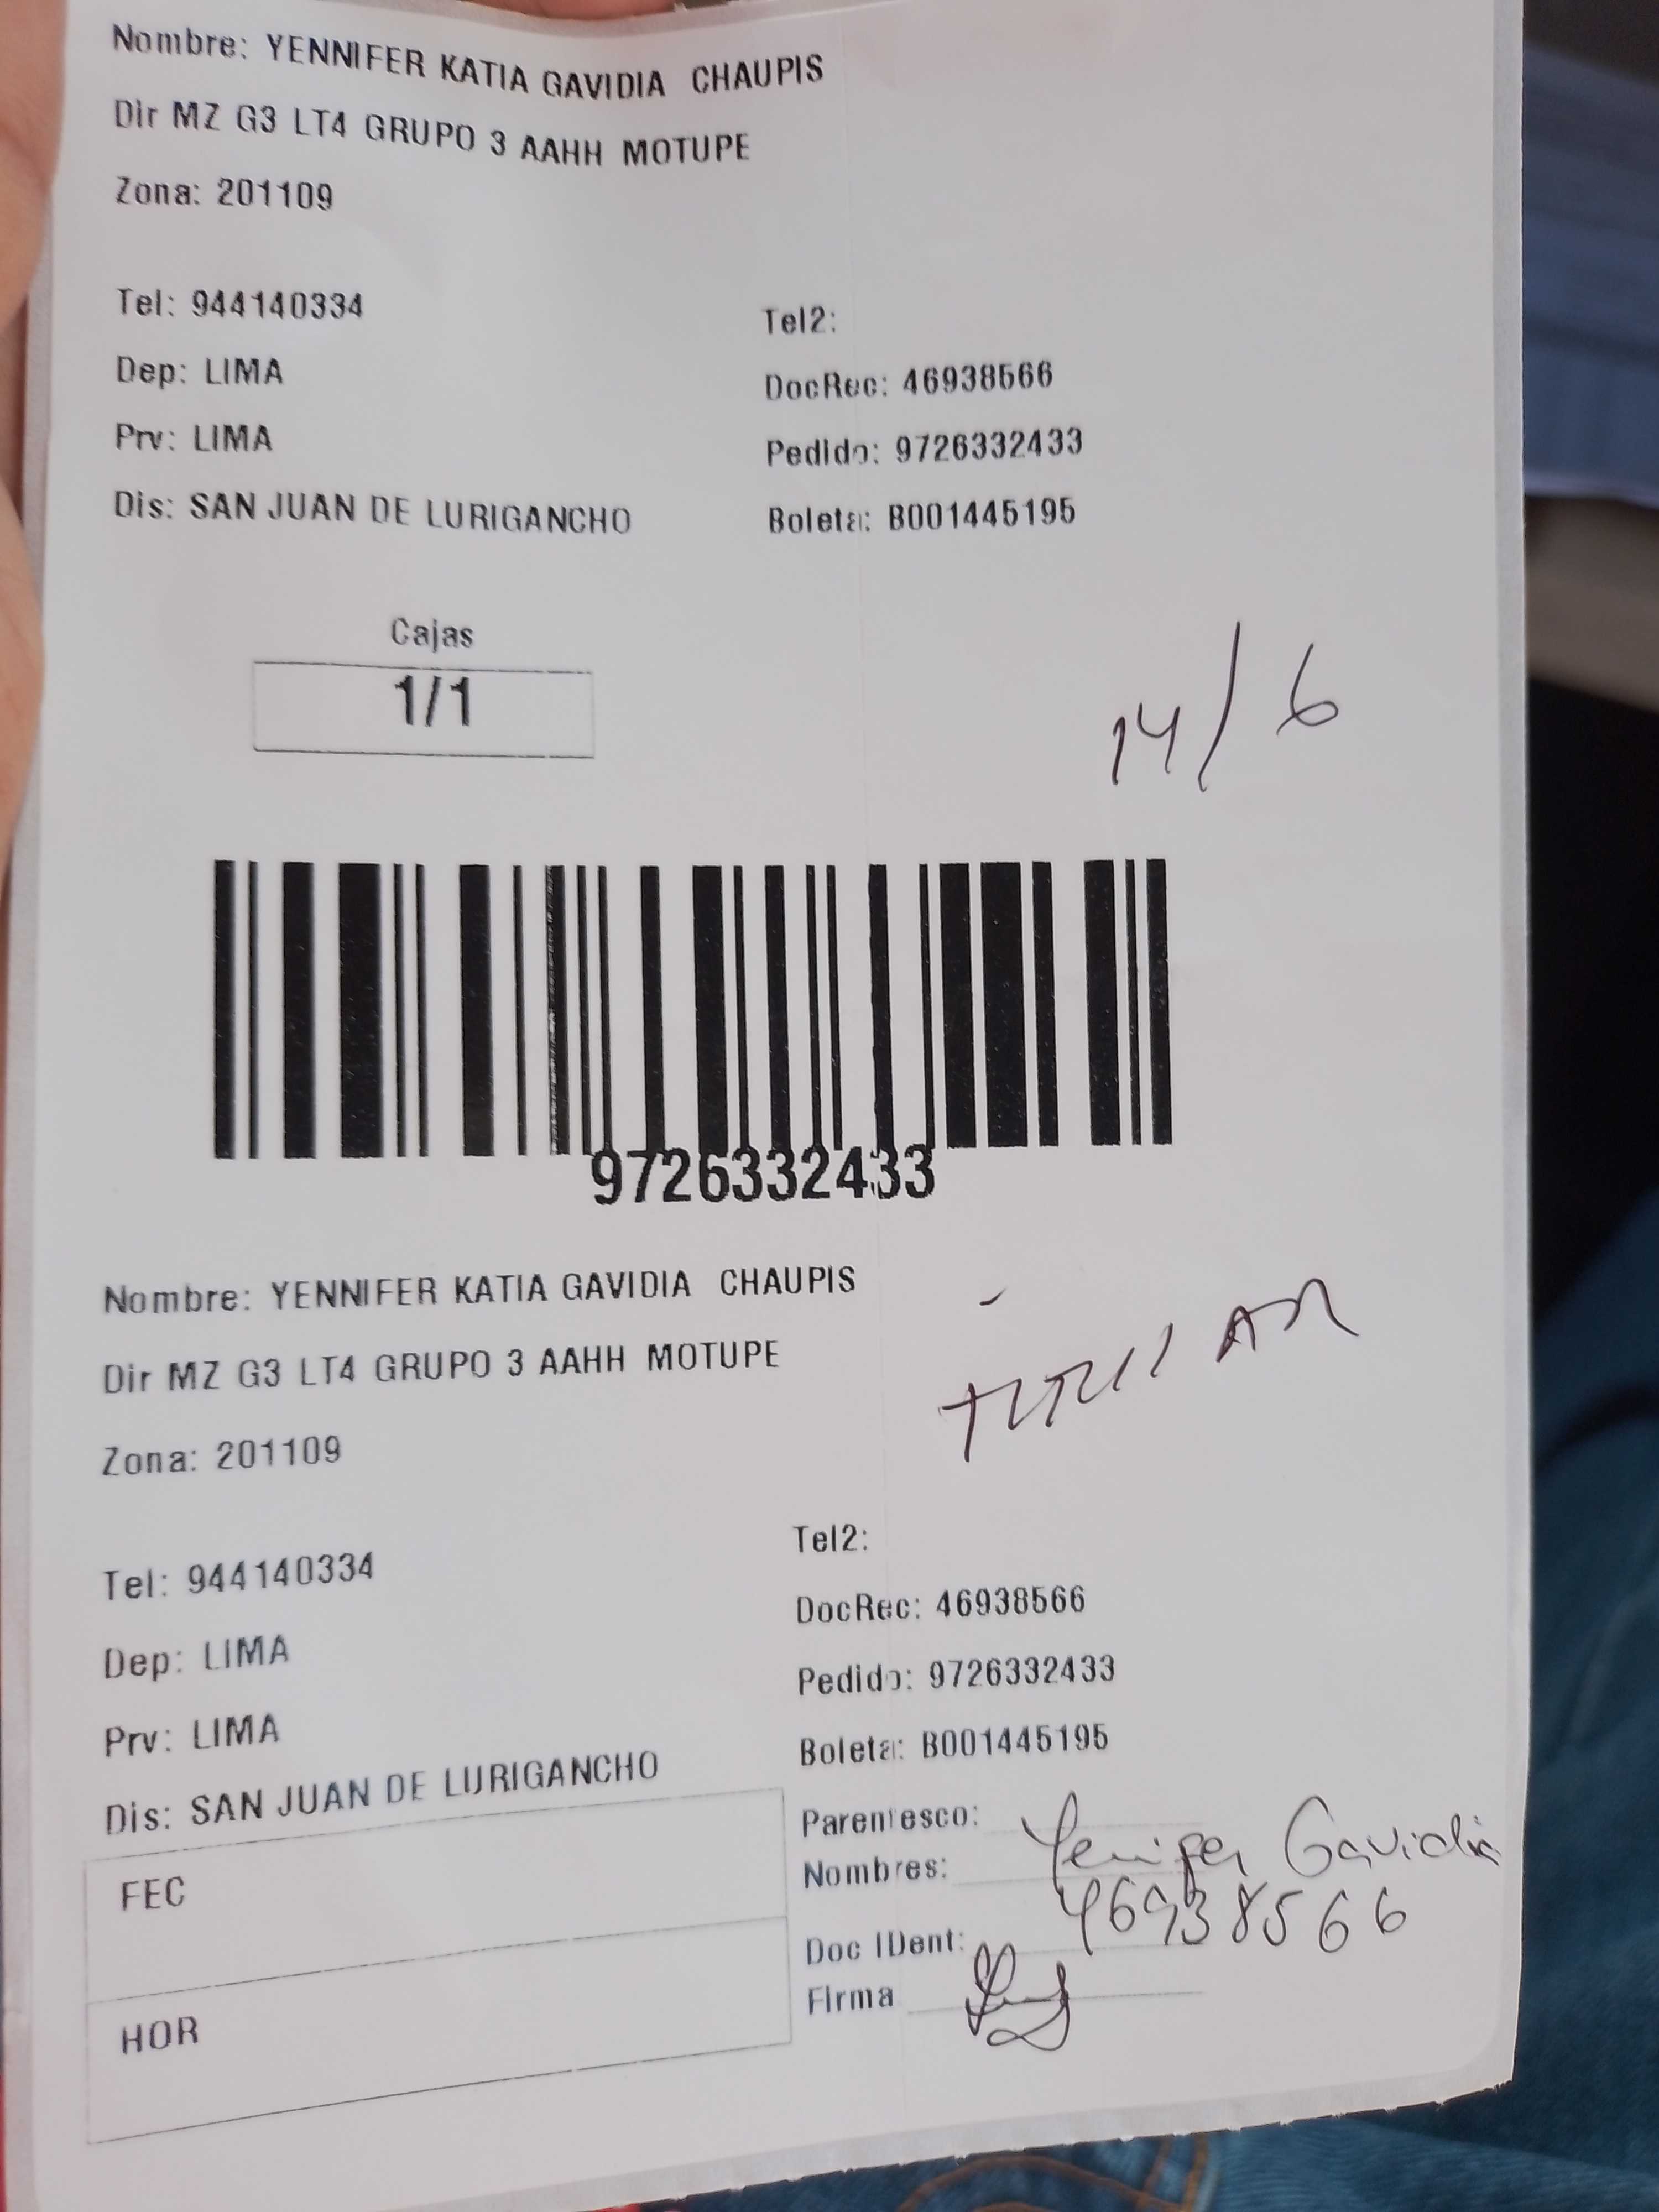 Nombre: YENNIFER KATIA GAVIDIA CHAUPIS
Dir MZ G3 LT4 GRUPO 3 AAHH MOTUPE
Zona: 201109
Tel: 944140334
Tel2:
Dep: LIMA
DocRec: 46938566
Prv: LIMA
Pedido: 9726332433
Dis: SAN JUAN DE LURIGANCHO
Boleta: B001445195
Cajas
1/1
14/6
9726332433
Nombre: YENNIFER KATIA GAVIDIA CHAUPIS
Dir MZ G3 LT4 GRUPO 3 AAHH MOTUPE
TITULAR
Zona: 201109
Tel2:
Tel: 944140334
DocRec: 46938566
Dep: LIMA
Pedido: 9726332433
Prv: LIMA
Boleta: B001445195
Dis: SAN JUAN DE LURIGANCHO
Parentesco:
Nombres: Yenifer Gavidia
FEC
Doc IDent: 46938566
Firma
HOR